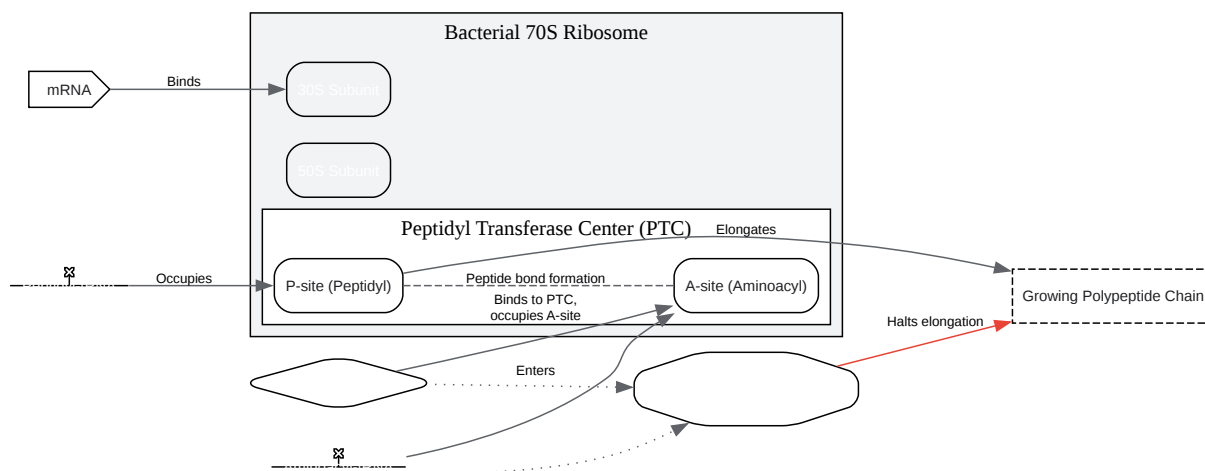 Bacterial 70S Ribosome
mRNA
Binds
30S Subunit
50S Subunit
Peptidyl Transferase Center (PTC)
Elongates
Occupies
P-site (Peptidyl)
Peptide bond formation
A-site (Aminoacyl)
Growing Polypeptide Chain
Binds to PTC,
occupies A-site
Halts elongation
Enters